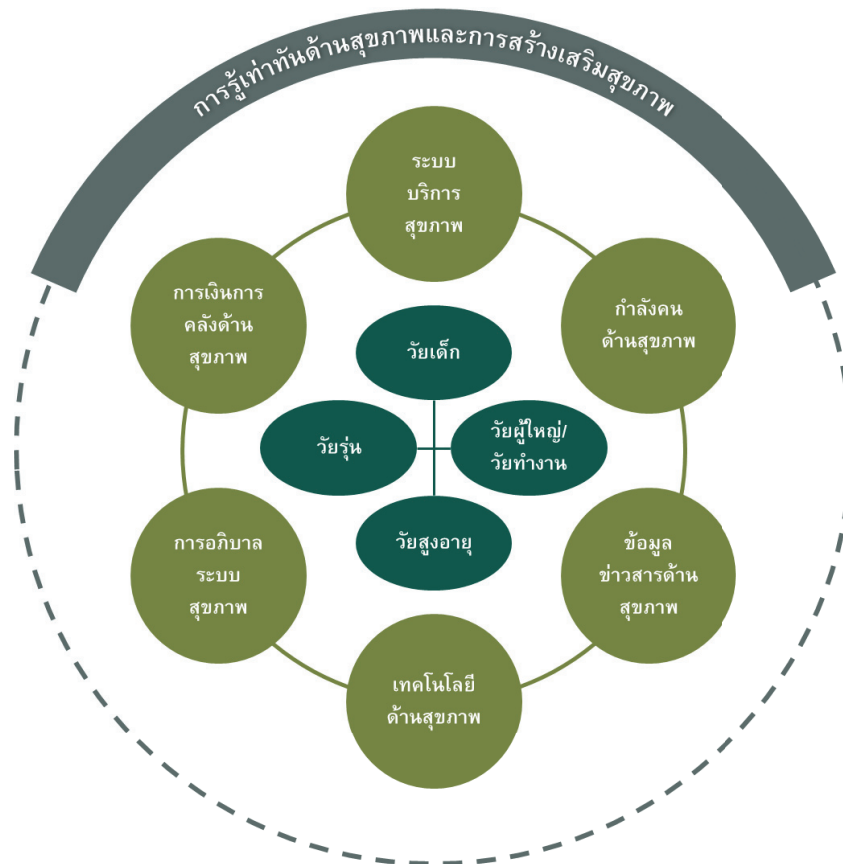 การรู้เท่าทันด้านสุขภาพและการสร้างเสริมสุขภาพ
ระบบ
บริการ
สุขภาพ
การเงินการ
คลังด้าน
สุขภาพ
กำลังคน
ด้านสุขภาพ
วัยเด็ก
วัยรุ่น
วัยผู้ใหญ่/
วัยทำงาน
วัยสูงอายุ
การอภิบาล
ระบบ
สุขภาพ
ข้อมูล
ข่าวสารด้าน
สุขภาพ
เทคโนโลยี
ด้านสุขภาพ